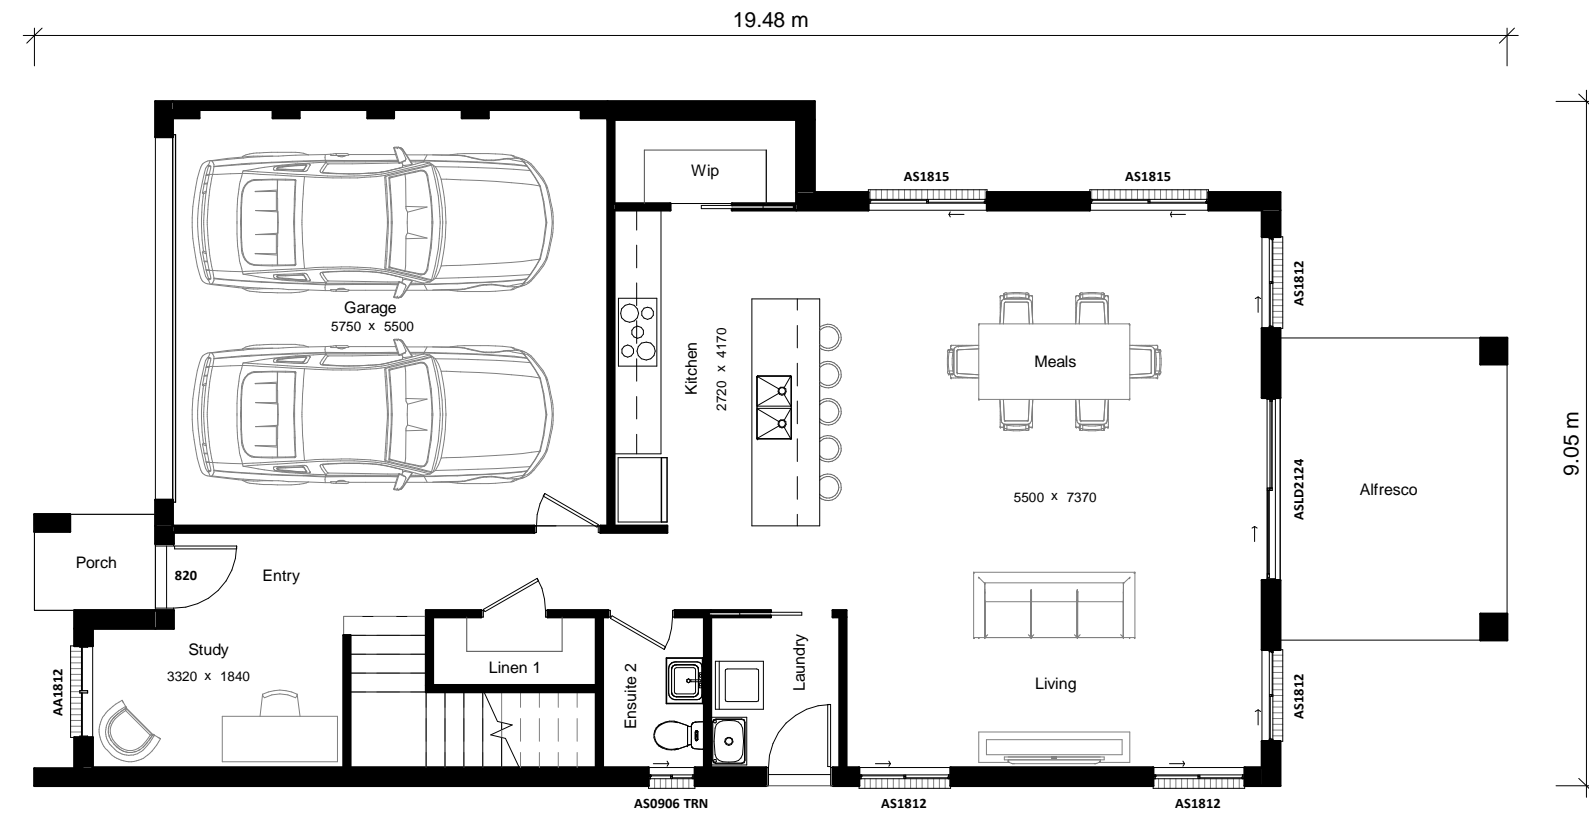 19.48 m
9.05 m
Wip
AS1815
AS1815
AS1812
Garage
5750 x 5500
Kitchen
2720 x 4170
Meals
5500 x 7370
ASLD2124
Alfresco
Porch
820
Entry
Study
3320 x 1840
AA1812
Linen 1
Ensuite 2
Laundry
Living
AS1812
AS0906 TRN
AS1812
AS1812